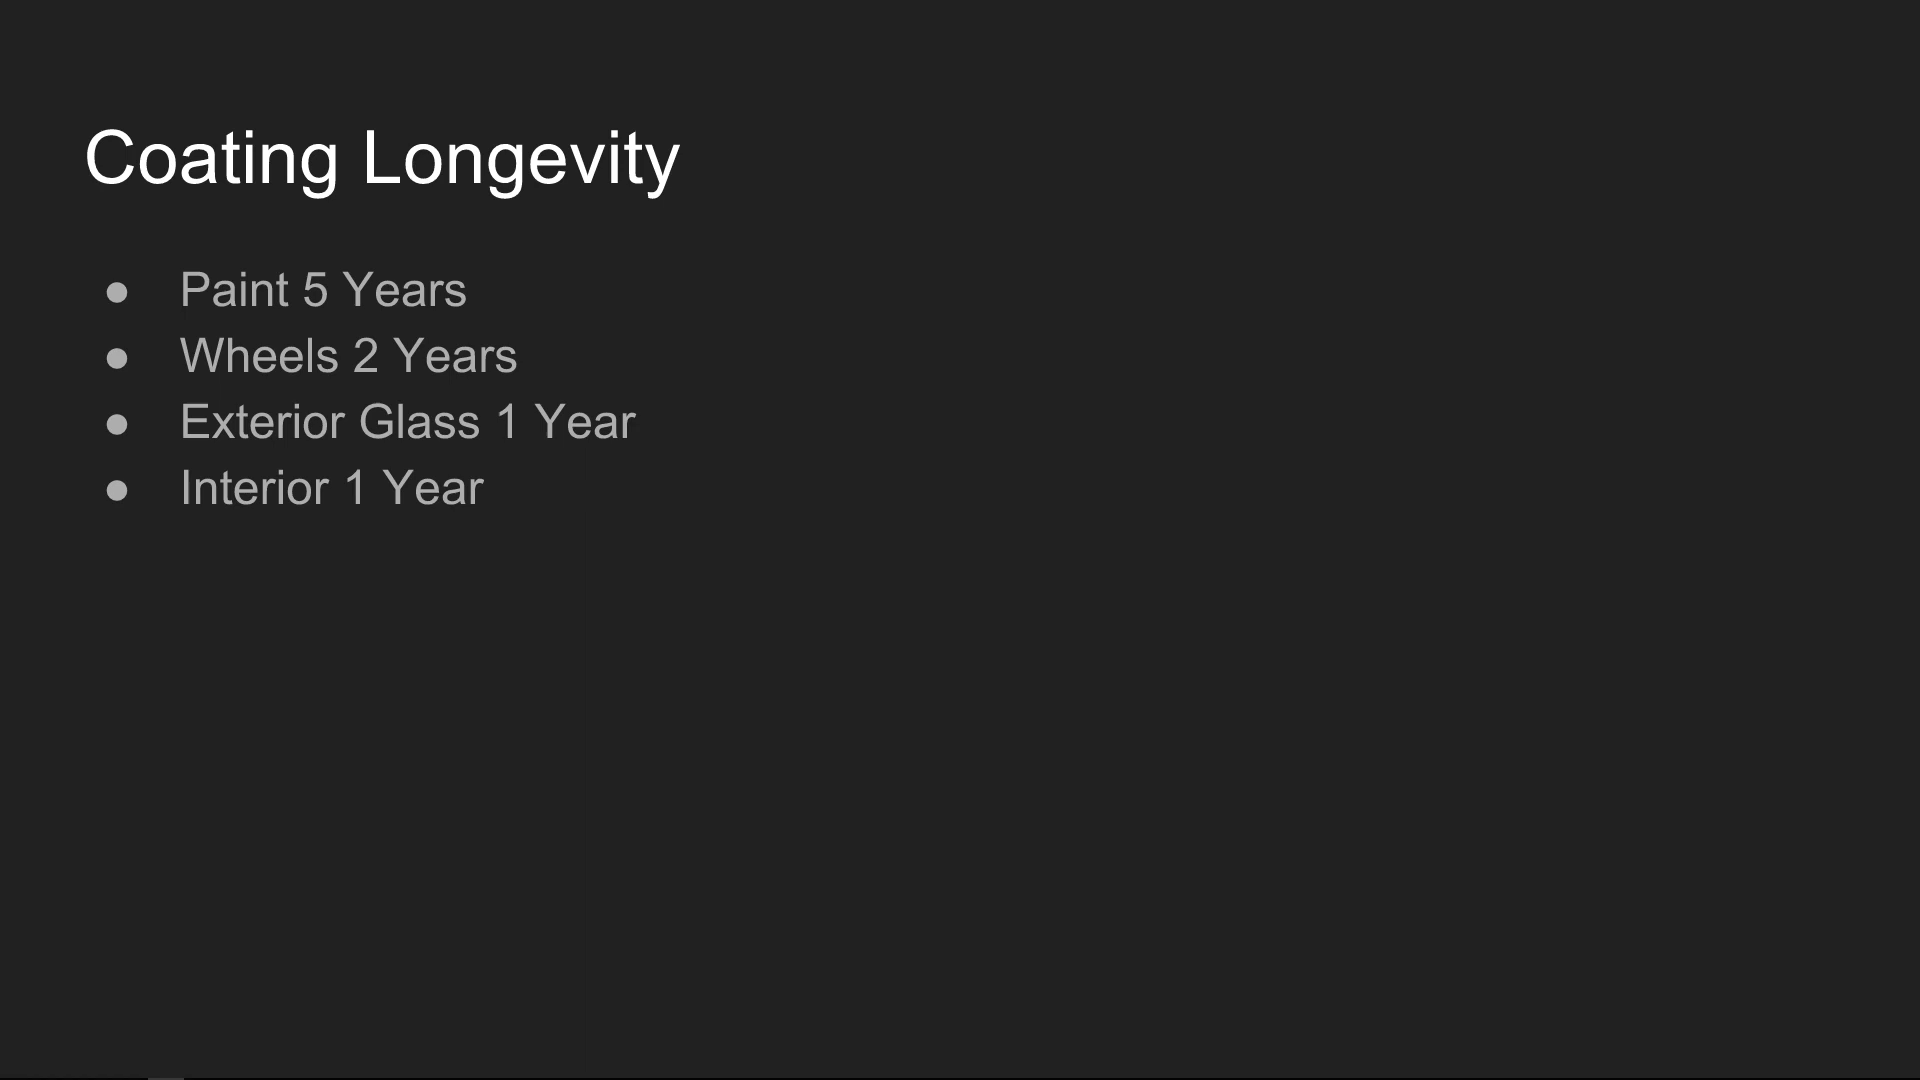 Coating Longevity
● Paint 5 Years
● Wheels 2 Years
● Exterior Glass 1 Year
● Interior 1 Year